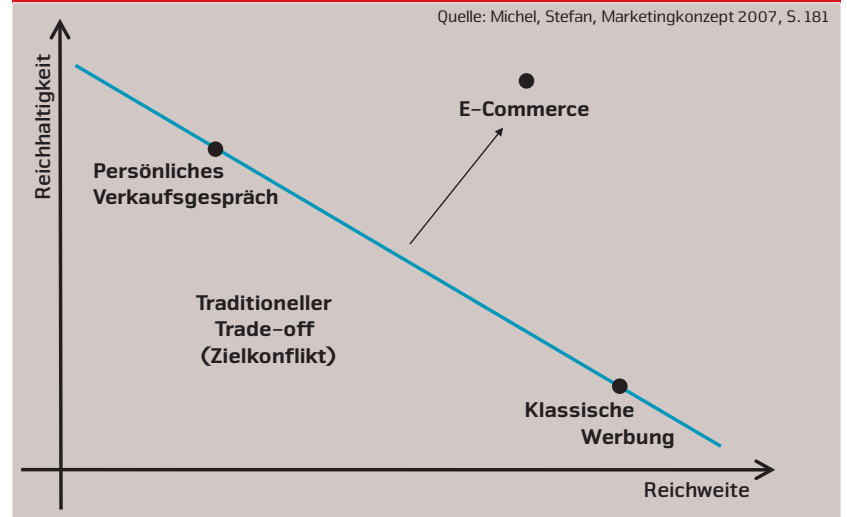 Quelle: Michel, Stefan, Marketingkonzept 2007, S. 181
Reichhaltigkeit
E-Commerce
Persönliches
Verkaufsgespräch
Traditioneller
Trade-off
(Zielkonflikt)
Klassische
Werbung
Reichweite